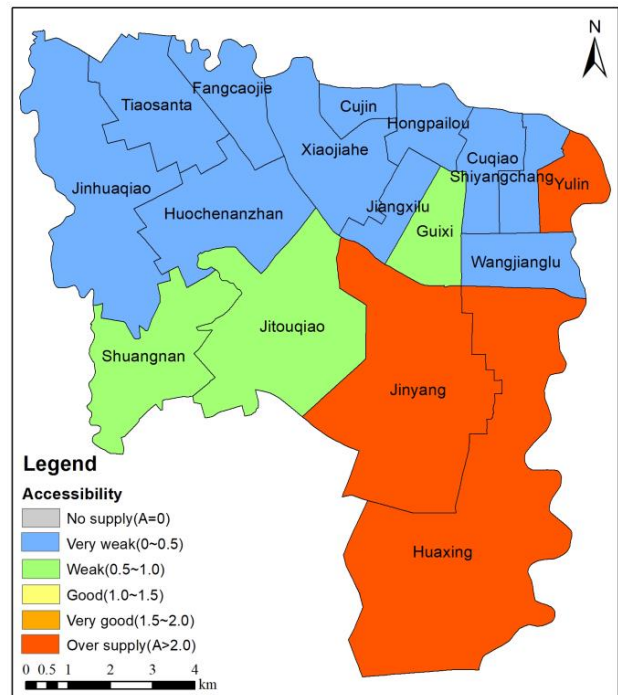 N
Fangcaojie
Tiaosanta
Cujin
Hongpailou
Xiaojiahe
Cuqiao
Shiyangchang
Yulin
Jinhuaqiao
Jiangxilu
Huochenanzhan
Guixi
Wangjianglu
Jitouqiao
Shuangnan
Jinyang
Huaxing
Legend
Accessibility
No supply(A=0)
Very weak(0~0.5)
Weak(0.5~1.0)
Good(1.0~1.5)
Very good(1.5~2.0)
Over supply(A>2.0)
0 0.5 1 2 3 4
km